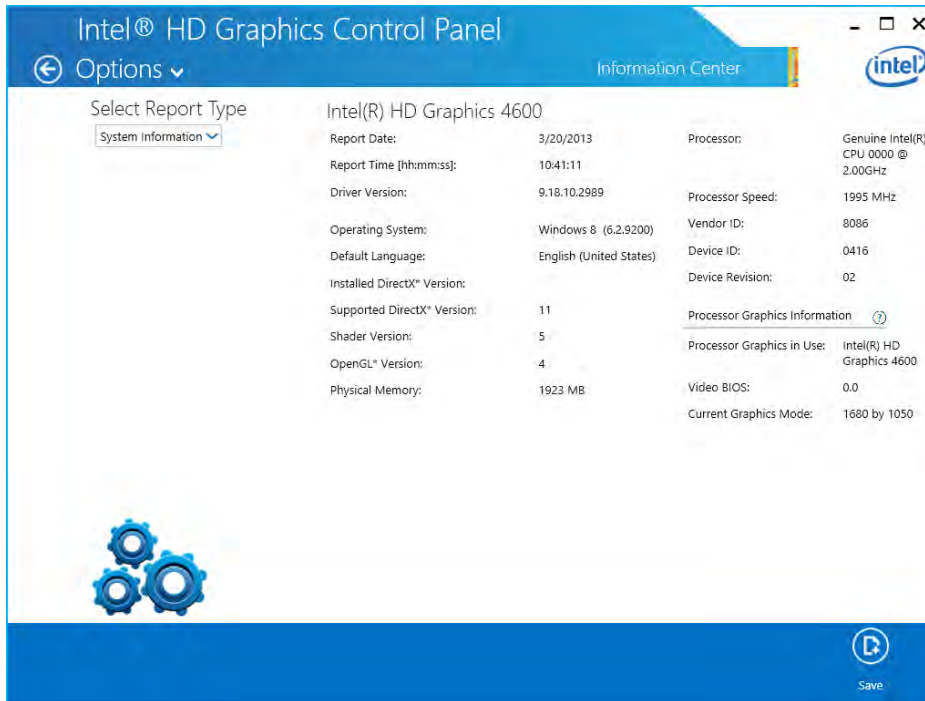 Intel® HD Graphics Control Panel
Options
Information Center
intel
Select Report Type
System Information
Intel(R) HD Graphics 4600
Report Date: 3/20/2013
Report Time [hh:mm:ss]: 10:41:11
Driver Version: 9.18.10.2989
Operating System: Windows 8 (6.2.9200)
Default Language: English (United States)
Installed DirectX* Version:
Supported DirectX* Version: 11
Shader Version: 5
OpenGL* Version: 4
Physical Memory: 1923 MB
Processor: Genuine Intel(R)
CPU 0000 @
2.00GHz
Processor Speed: 1995 MHz
Vendor ID: 8086
Device ID: 0416
Device Revision: 02
Processor Graphics Information ?
Processor Graphics in Use: Intel(R) HD
Graphics 4600
Video BIOS: 0.0
Current Graphics Mode: 1680 by 1050
Save